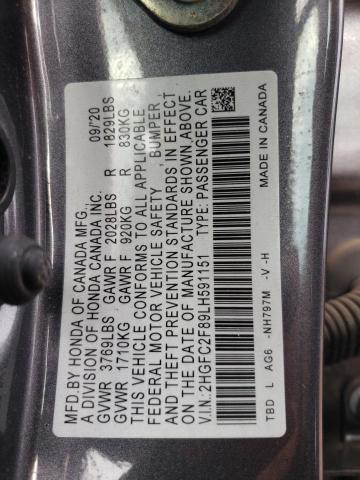 MFD.BY HONDA OF CANADA MFG.,
A DIVISION OF HONDA CANADA INC. 09/'20
GVWR 3769LBS GAWR F 2028LBS R 1829LBS
GVWR 1710KG GAWR F 920KG R 830KG
THIS VEHICLE CONFORMS TO ALL APPLICABLE
FEDERAL MOTOR VEHICLE SAFETY, BUMPER,
AND THEFT PREVENTION STANDARDS IN EFFECT
ON THE DATE OF MANUFACTURE SHOWN ABOVE.
V.I.N.: 2HGFC2F89LH591151 TYPE: PASSENGER CAR
TBD L AG6 -NH797M -V -H MADE IN CANADA